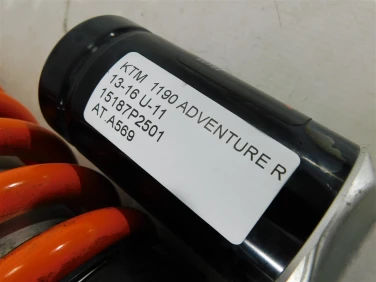 KTM 1190 ADVENTURE R
13-16 U-11
15187P2501
AT A569